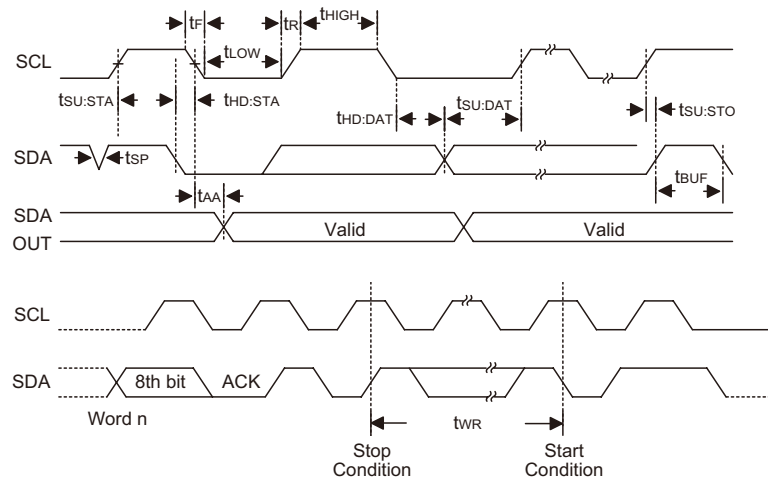 tF
tR
tHIGH
SCL
tLOW
tSU:STA
tHD:STA
tHD:DAT
tSU:DAT
tSU:STO
SDA
tSP
tBUF
tAA
SDA
OUT
Valid
Valid
SCL
SDA
8th bit
ACK
Word n
tWR
Stop
Condition
Start
Condition